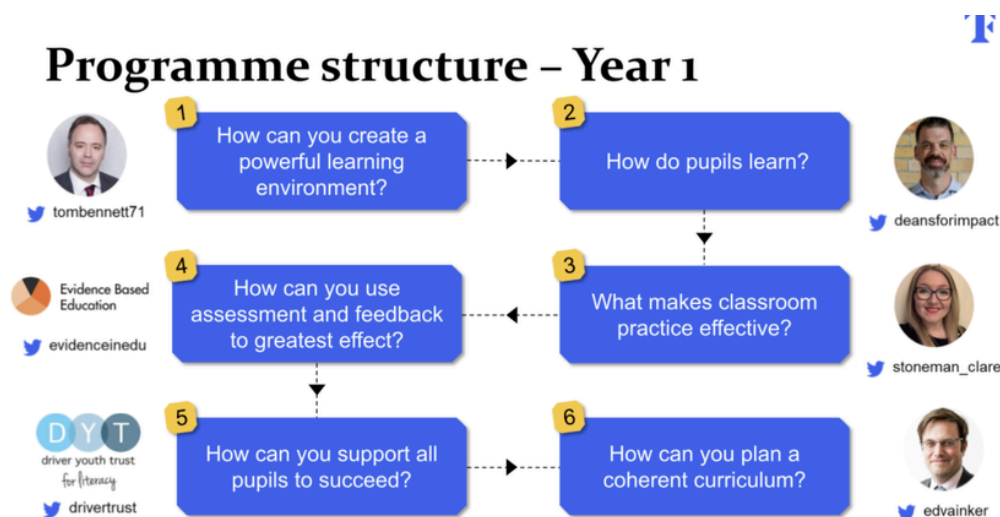 TF
Programme structure – Year 1
1
How can you create a
powerful learning
environment?
tombennett71
2
How do pupils learn?
deansforimpact
4
How can you use
assessment and feedback
to greatest effect?
Evidence Based
Education
evidenceinedu
3
What makes classroom
practice effective?
stoneman_clare
5
How can you support all
pupils to succeed?
DYT
driver youth trust
for literacy
drivertrust
6
How can you plan a
coherent curriculum?
edvainker